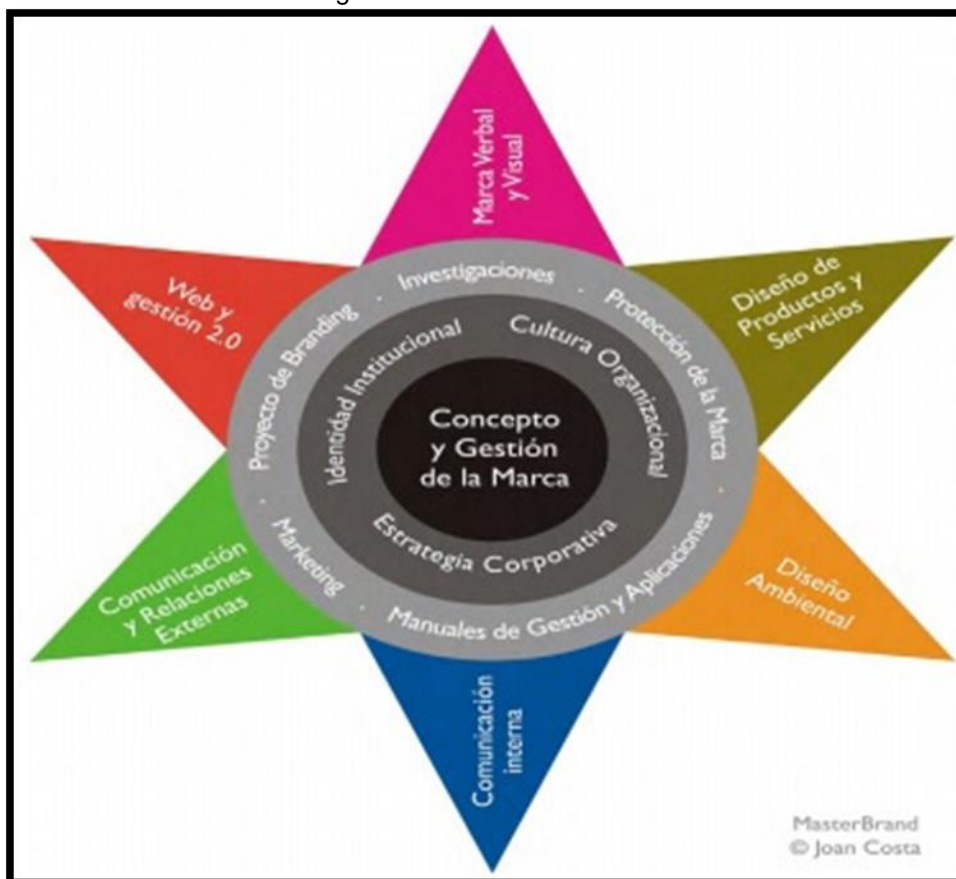 Marca Verbal
y Visual
Diseño de
Productos y
Servicios
Diseño
Ambiental
Comunicación
interna
Comunicación
y Relaciones
Externas
Web y
gestión 2.0
Proyecto de Branding · Investigaciones · Protección de la Marca · Manuales de Gestión y Aplicaciones · Marketing ·
Identidad Institucional
Cultura Organizacional
Estrategia Corporativa
Concepto
y Gestión
de la Marca
MasterBrand
© Joan Costa